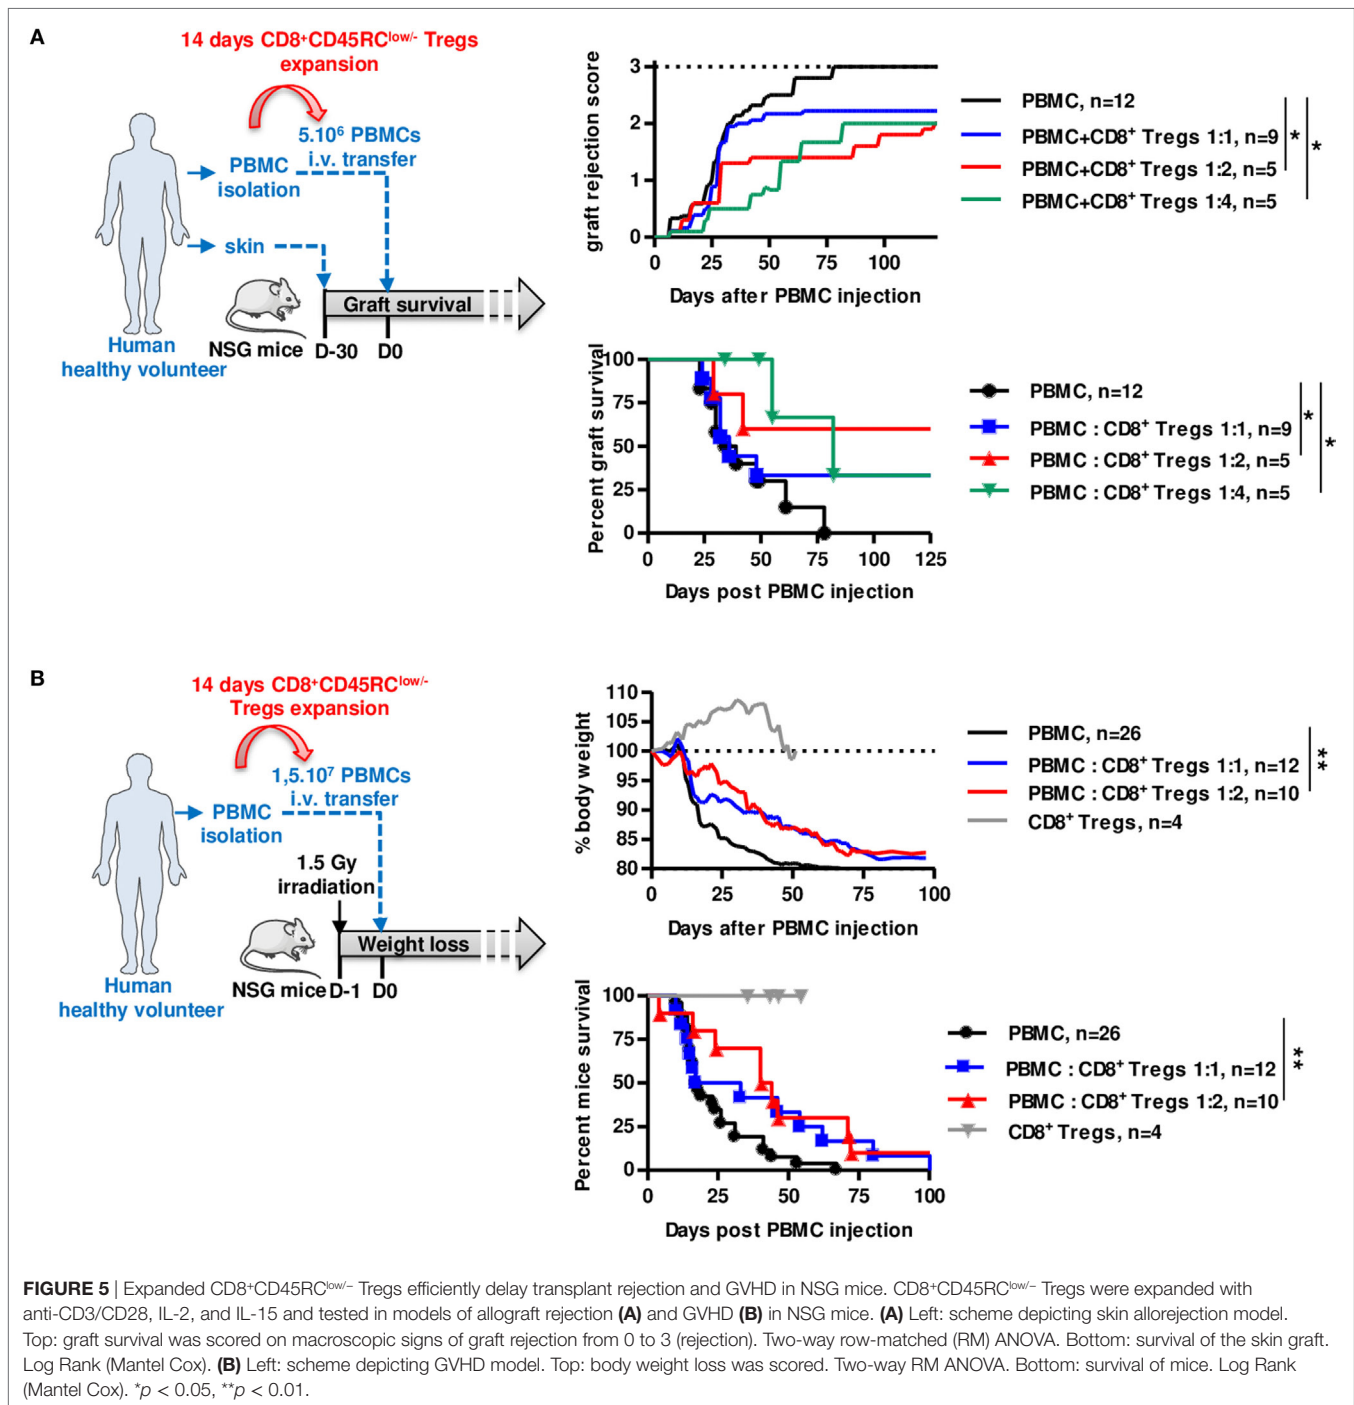 A
14 days CD8⁺CD45RCˡᵒʷ/⁻ Tregs
expansion
5.10⁶ PBMCs
i.v. transfer
PBMC
isolation
skin
Graft survival
Human
healthy volunteer
NSG mice
D-30
D0
graft rejection score
3
2
1
0
0 25 50 75 100
Days after PBMC injection
PBMC, n=12
PBMC+CD8⁺ Tregs 1:1, n=9
PBMC+CD8⁺ Tregs 1:2, n=5
PBMC+CD8⁺ Tregs 1:4, n=5
*
*
Percent graft survival
100
75
50
25
0
0 25 50 75 100 125
Days post PBMC injection
PBMC, n=12
PBMC : CD8⁺ Tregs 1:1, n=9
PBMC : CD8⁺ Tregs 1:2, n=5
PBMC : CD8⁺ Tregs 1:4, n=5
*
*
B
14 days CD8⁺CD45RCˡᵒʷ/⁻
Tregs expansion
1,5.10⁷ PBMCs
i.v. transfer
PBMC
isolation
1.5 Gy
irradiation
Weight loss
Human
healthy volunteer
NSG mice
D-1
D0
% body weight
110
105
100
95
90
85
80
0 25 50 75 100
Days after PBMC injection
PBMC, n=26
PBMC : CD8⁺ Tregs 1:1, n=12
PBMC : CD8⁺ Tregs 1:2, n=10
CD8⁺ Tregs, n=4
**
Percent mice survival
100
75
50
25
0
0 25 50 75 100
Days post PBMC injection
PBMC, n=26
PBMC : CD8⁺ Tregs 1:1, n=12
PBMC : CD8⁺ Tregs 1:2, n=10
CD8⁺ Tregs, n=4
**
FIGURE 5 | Expanded CD8⁺CD45RCˡᵒʷ/⁻ Tregs efficiently delay transplant rejection and GVHD in NSG mice. CD8⁺CD45RCˡᵒʷ/⁻ Tregs were expanded with
anti-CD3/CD28, IL-2, and IL-15 and tested in models of allograft rejection (A) and GVHD (B) in NSG mice. (A) Left: scheme depicting skin allorejection model.
Top: graft survival was scored on macroscopic signs of graft rejection from 0 to 3 (rejection). Two-way row-matched (RM) ANOVA. Bottom: survival of the skin graft.
Log Rank (Mantel Cox). (B) Left: scheme depicting GVHD model. Top: body weight loss was scored. Two-way RM ANOVA. Bottom: survival of mice. Log Rank
(Mantel Cox). *p < 0.05, **p < 0.01.